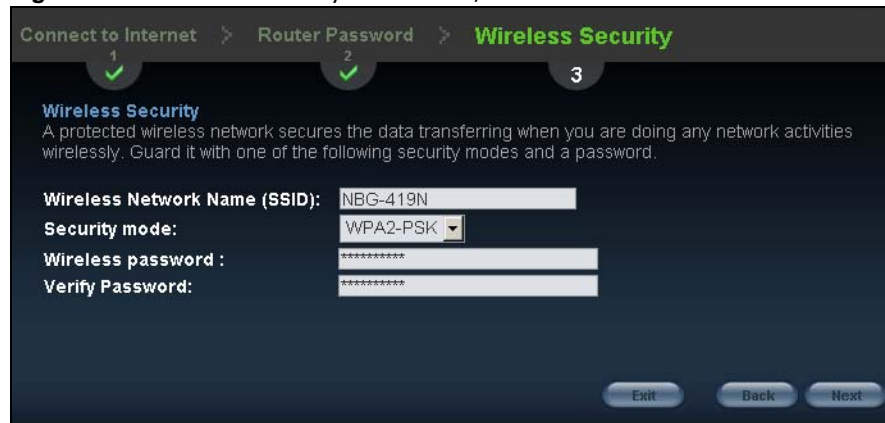 Connect to Internet > Router Password > Wireless Security
1 2 3
Wireless Security
A protected wireless network secures the data transferring when you are doing any network activities
wirelessly. Guard it with one of the following security modes and a password.
Wireless Network Name (SSID): NBG-419N
Security mode: WPA2-PSK
Wireless password : **********
Verify Password: **********
Exit Back Next